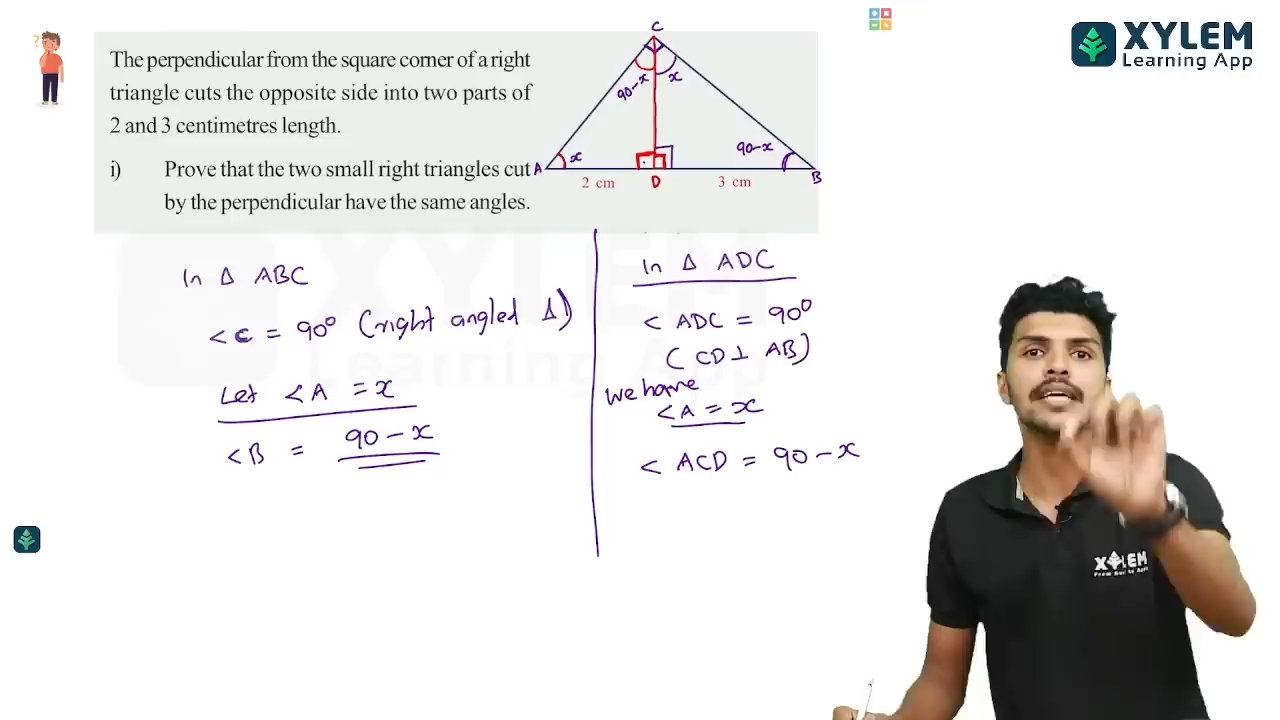 XYLEM
Learning App
The perpendicular from the square corner of a right
triangle cuts the opposite side into two parts of
2 and 3 centimetres length.
i) Prove that the two small right triangles cut
by the perpendicular have the same angles.
C
90-x x
A x 90-x B
2 cm D 3 cm
In Δ ABC
<C = 90° (right angled Δ)
Let <A = x
<B = 90-x
In Δ ADC
< ADC = 90°
(CD ⊥ AB)
we have
<A = x
< ACD = 90-x
XYLEM
Learning App
XYLEM